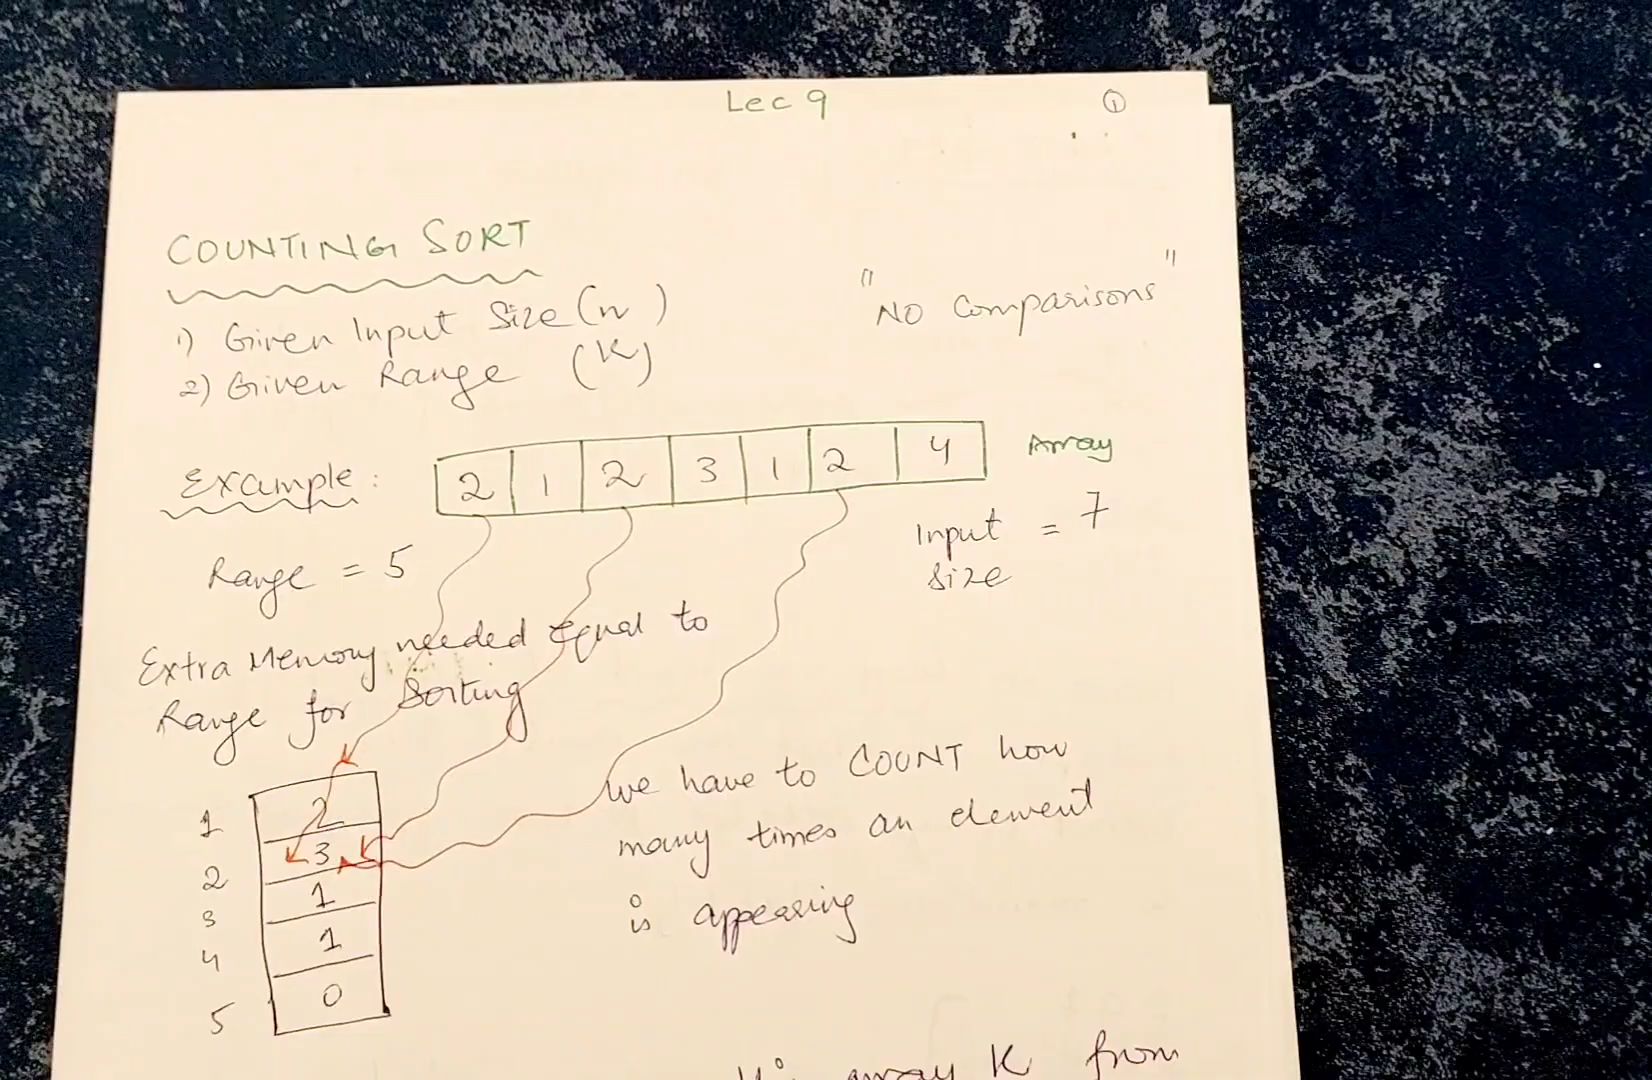 Lec 9
1
COUNTING SORT
1) Given Input Size (n)
2) Given Range (K)
"No Comparisons"
Example: 2 1 2 3 1 2 4 Array
Range = 5
Input Size = 7
Extra Memory needed equal to
Range for Sorting
1 2
2 3
3 1
4 1
5 0
we have to COUNT how
many times an element
is appearing
array K from